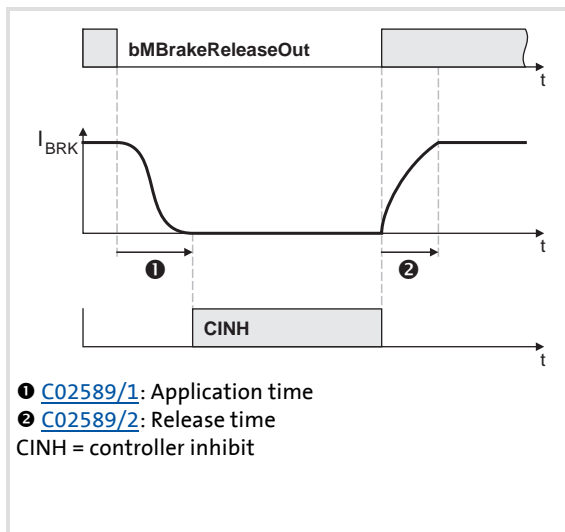 bMBrakeReleaseOut
t
I BRK
t
❶ ❷
CINH
t
❶ C02589/1: Application time
❷ C02589/2: Release time
CINH = controller inhibit